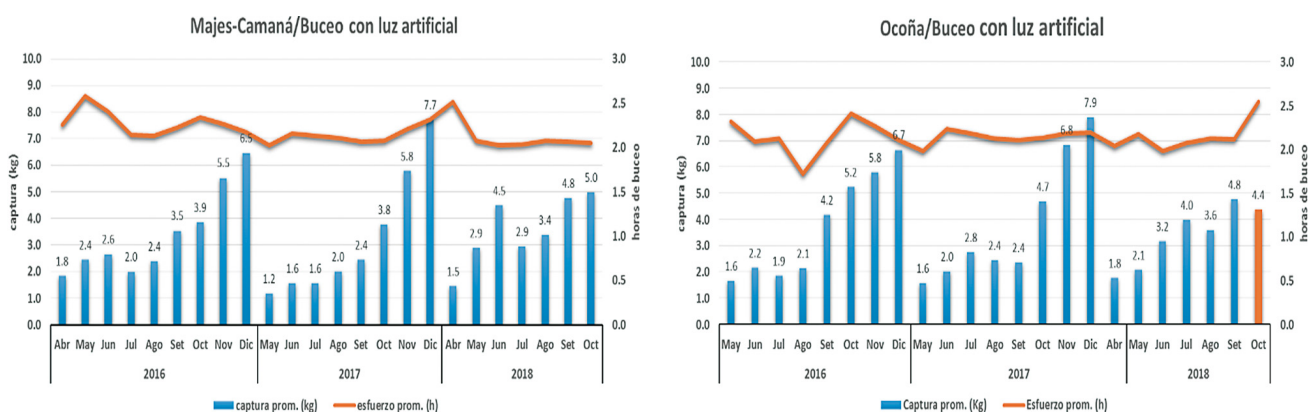 Majes-Camaná/Buceo con luz artificial
captura (kg)
10.0
9.0
8.0
7.0
6.0
5.0
4.0
3.0
2.0
1.0
0.0
3.0
2.5
2.0
1.5
1.0
0.5
0.0
horas de buceo
1.8 2.4 2.6 2.0 2.4 3.5 3.9 5.5 6.5 1.2 1.6 1.6 2.0 2.4 3.8 5.8 7.7 1.5 2.9 4.5 2.9 3.4 4.8 5.0
Abr May Jun Jul Ago Set Oct Nov Dic May Jun Jul Ago Set Oct Nov Dic Abr May Jun Jul Ago Set Oct
2016 2017 2018
captura prom. (kg) esfuerzo prom. (h)
Ocoña/Buceo con luz artificial
captura (kg)
10.0
9.0
8.0
7.0
6.0
5.0
4.0
3.0
2.0
1.0
0.0
3.0
2.5
2.0
1.5
1.0
0.5
0.0
horas de buceo
1.6 2.2 1.9 2.1 4.2 5.2 5.8 6.7 1.6 2.0 2.8 2.4 2.4 4.7 6.8 7.9 1.8 2.1 3.2 4.0 3.6 4.8 4.4
May Jun Jul Ago Set Oct Nov Dic May Jun Jul Ago Set Oct Nov Dic Abr May Jun Jul Ago Set Oct
2016 2017 2018
Captura prom. (Kg) Esfuerzo prom. (h)